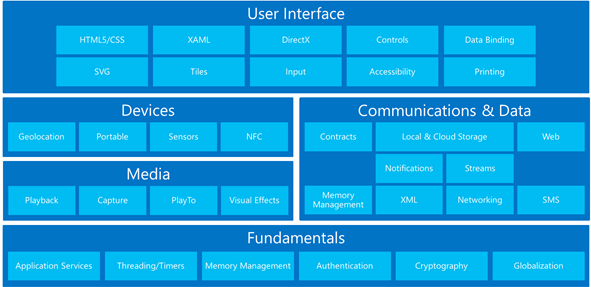 User Interface
HTML5/CSS XAML DirectX Controls Data Binding
SVG Tiles Input Accessibility Printing
Devices
Geolocation Portable Sensors NFC
Media
Playback Capture PlayTo Visual Effects
Communications & Data
Contracts Local & Cloud Storage Web
Notifications Streams
Memory
Management XML Networking SMS
Fundamentals
Application Services Threading/Timers Memory Management Authentication Cryptography Globalization